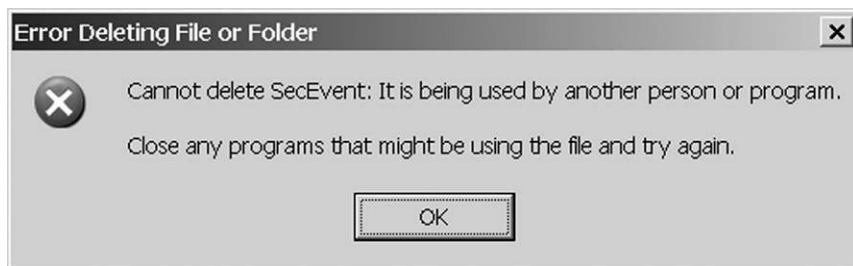 Error Deleting File or Folder
Cannot delete SecEvent: It is being used by another person or program.
Close any programs that might be using the file and try again.
OK